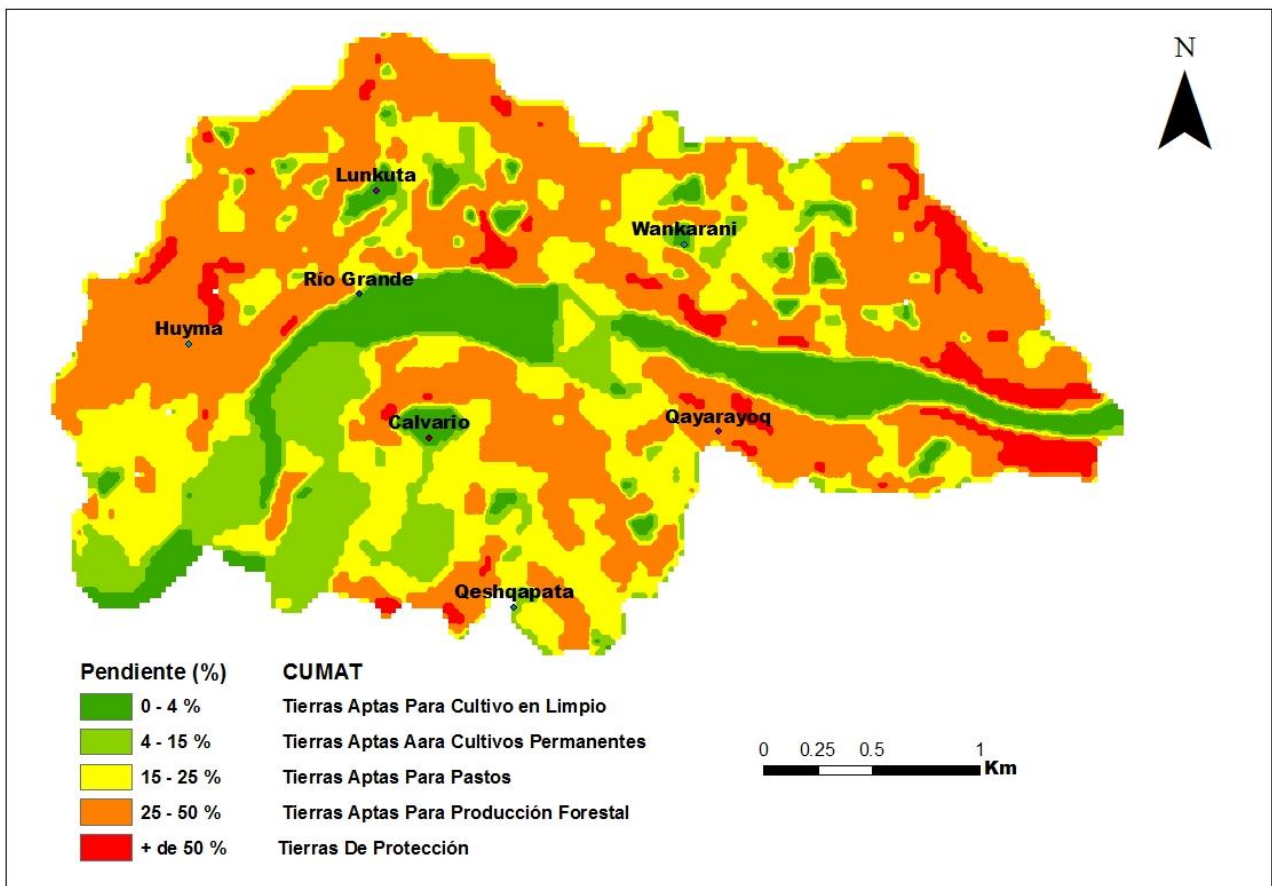 N
Lunkuta
Wankarani
Río Grande
Huyma
Calvario
Qayarayoq
Qeshqapata
Pendiente (%) CUMAT
0 - 4 % Tierras Aptas Para Cultivo en Limpio
4 - 15 % Tierras Aptas Aara Cultivos Permanentes
15 - 25 % Tierras Aptas Para Pastos
25 - 50 % Tierras Aptas Para Producción Forestal
+ de 50 % Tierras De Protección
0 0.25 0.5 1
Km